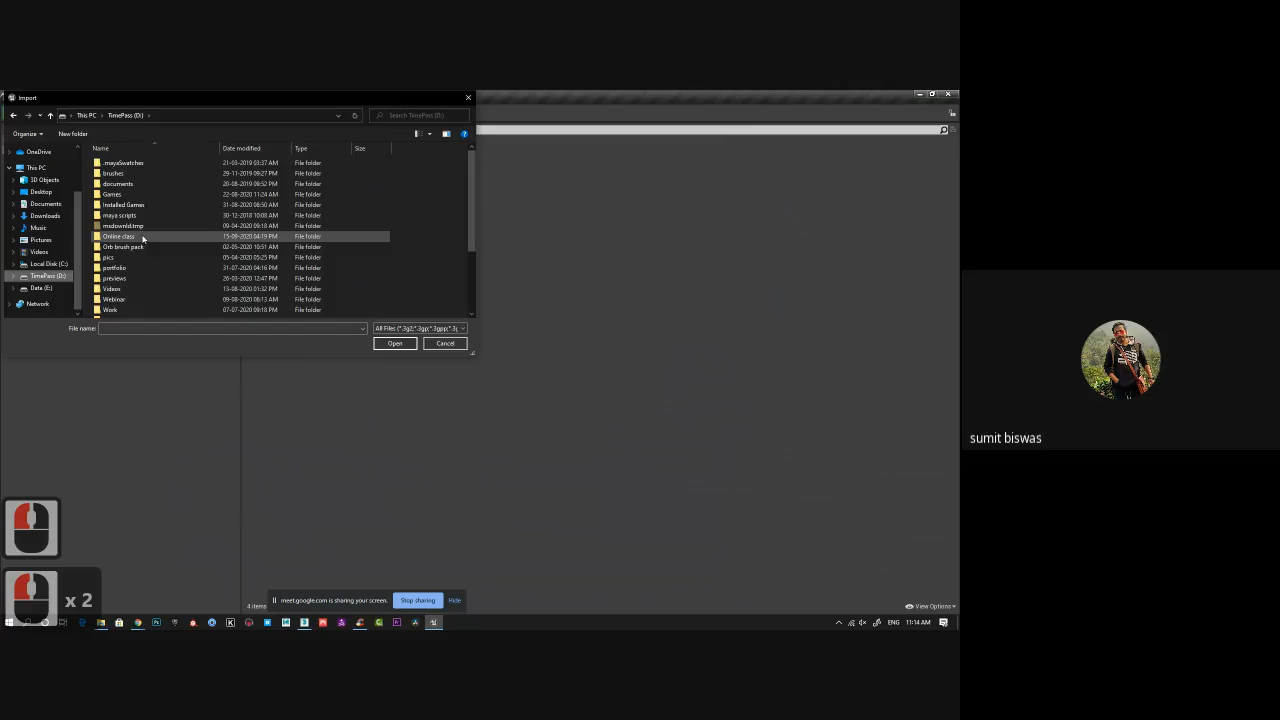 Import
This PC > TimePass (D:) >
Search TimePass (D:)
Organize
New folder
OneDrive
This PC
3D Objects
Desktop
Documents
Downloads
Music
Pictures
Videos
Local Disk (C:)
TimePass (D:)
Data (E:)
Network
Name Date modified Type Size
.mayaSwatches 21-03-2019 03:37 AM File folder
brushes 29-11-2019 09:27 PM File folder
documents 20-08-2019 09:52 PM File folder
Games 22-08-2020 11:24 AM File folder
Installed Games 31-08-2020 08:50 AM File folder
maya scripts 30-12-2018 10:08 AM File folder
msdownld.tmp 09-04-2020 09:18 AM File folder
Online class 15-09-2020 04:19 PM File folder
Orb brush pack 02-05-2020 10:51 AM File folder
pics 05-04-2020 05:25 PM File folder
portfolio 31-07-2020 04:16 PM File folder
previews 26-03-2020 12:47 PM File folder
Videos 13-08-2020 01:32 PM File folder
Webinar 09-08-2020 06:13 AM File folder
Work 07-07-2020 09:18 PM File folder
File name:
All Files (*.3g2;*.3gp;*.3gpp;*.3g
Open
Cancel
sumit biswas
x 2
4 items
meet.google.com is sharing your screen.
Stop sharing
Hide
View Options
ENG
11:14 AM